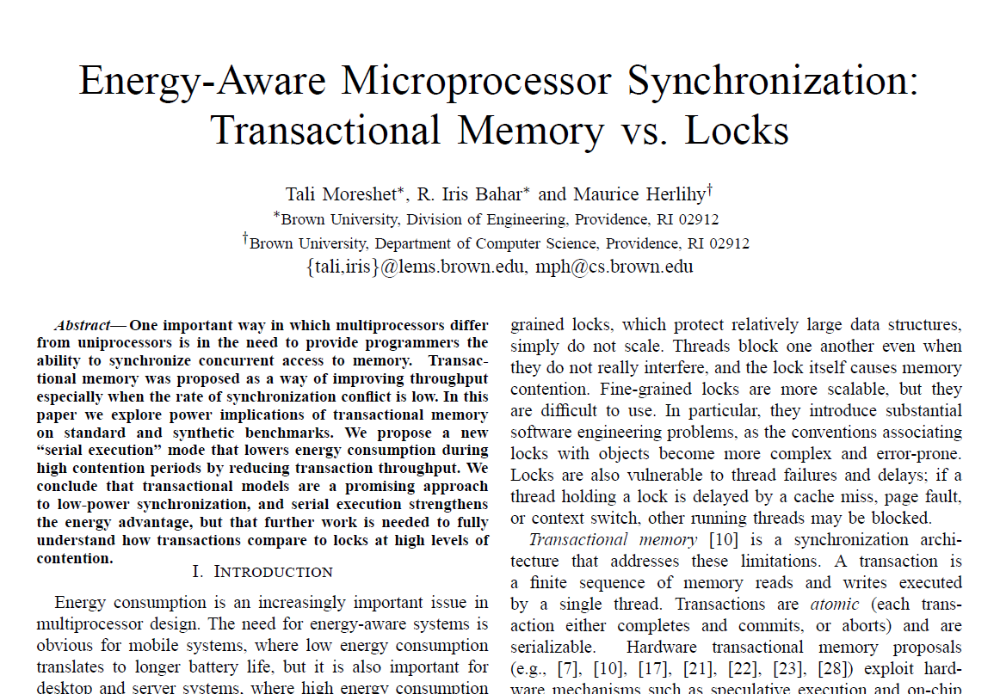 Energy-Aware Microprocessor Synchronization:
Transactional Memory vs. Locks
Tali Moreshet*, R. Iris Bahar* and Maurice Herlihy†
*Brown University, Division of Engineering, Providence, RI 02912
†Brown University, Department of Computer Science, Providence, RI 02912
{tali,iris}@lems.brown.edu, mph@cs.brown.edu
Abstract—One important way in which multiprocessors differ
from uniprocessors is in the need to provide programmers the
ability to synchronize concurrent access to memory. Transac-
tional memory was proposed as a way of improving throughput
especially when the rate of synchronization conflict is low. In this
paper we explore power implications of transactional memory
on standard and synthetic benchmarks. We propose a new
“serial execution” mode that lowers energy consumption during
high contention periods by reducing transaction throughput. We
conclude that transactional models are a promising approach
to low-power synchronization, and serial execution strengthens
the energy advantage, but that further work is needed to fully
understand how transactions compare to locks at high levels of
contention.
I. INTRODUCTION
Energy consumption is an increasingly important issue in
multiprocessor design. The need for energy-aware systems is
obvious for mobile systems, where low energy consumption
translates to longer battery life, but it is also important for
desktop and server systems, where high energy consumption
grained locks, which protect relatively large data structures,
simply do not scale. Threads block one another even when
they do not really interfere, and the lock itself causes memory
contention. Fine-grained locks are more scalable, but they
are difficult to use. In particular, they introduce substantial
software engineering problems, as the conventions associating
locks with objects become more complex and error-prone.
Locks are also vulnerable to thread failures and delays; if a
thread holding a lock is delayed by a cache miss, page fault,
or context switch, other running threads may be blocked.
Transactional memory [10] is a synchronization archi-
tecture that addresses these limitations. A transaction is
a finite sequence of memory reads and writes executed
by a single thread. Transactions are atomic (each trans-
action either completes and commits, or aborts) and are
serializable. Hardware transactional memory proposals
(e.g., [7], [10], [17], [21], [22], [23], [28]) exploit hard-
ware mechanisms such as speculative execution and on-chip